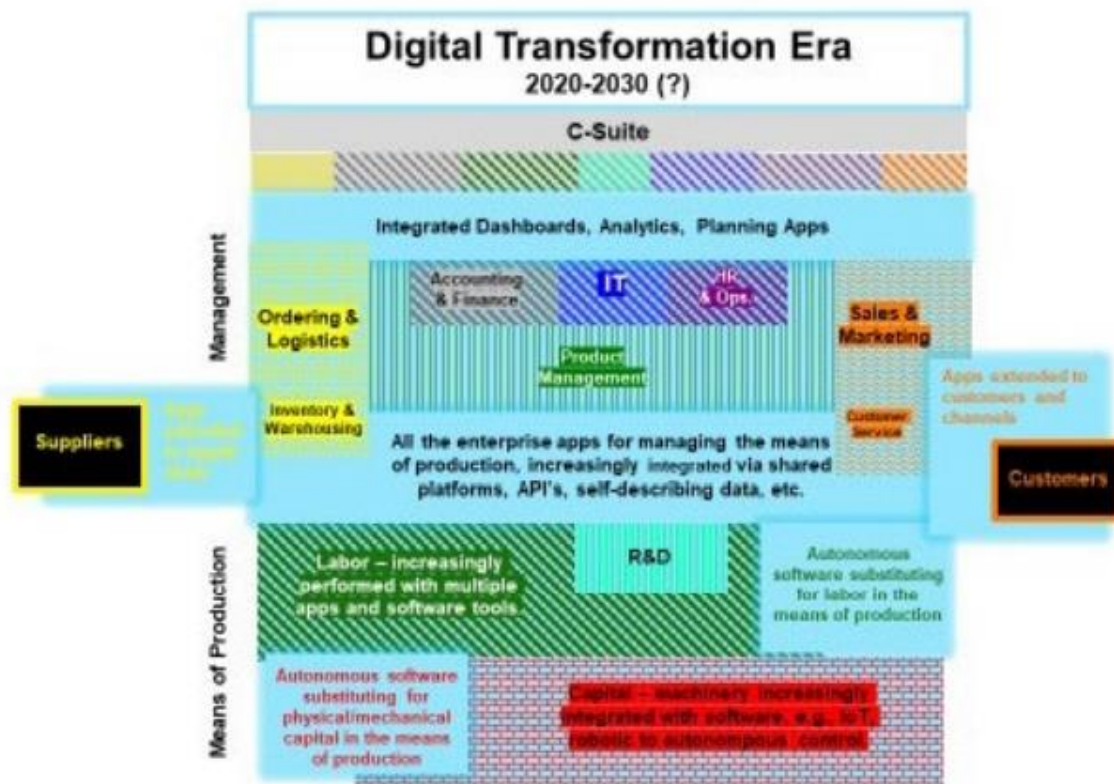 Digital Transformation Era
2020-2030 (?)
C-Suite
Management
Integrated Dashboards, Analytics, Planning Apps
Accounting
& Finance
IT
HR
& Ops.
Ordering &
Logistics
Sales &
Marketing
Product
Management
Inventory &
Warehousing
Customer
Service
Suppliers
Apps extended to
customers and
channels
Customers
All the enterprise apps for managing the means
of production, increasingly integrated via shared
platforms, API's, self-describing data, etc.
Means of Production
Labor – increasingly
performed with multiple
apps and software tools.
R&D
Autonomous
software substituting
for labor in the
means of production
Autonomous software
substituting for
physical/mechanical
capital in the means
of production
Capital – machinery increasingly
integrated with software, e.g., IoT,
robotic to autonompous control